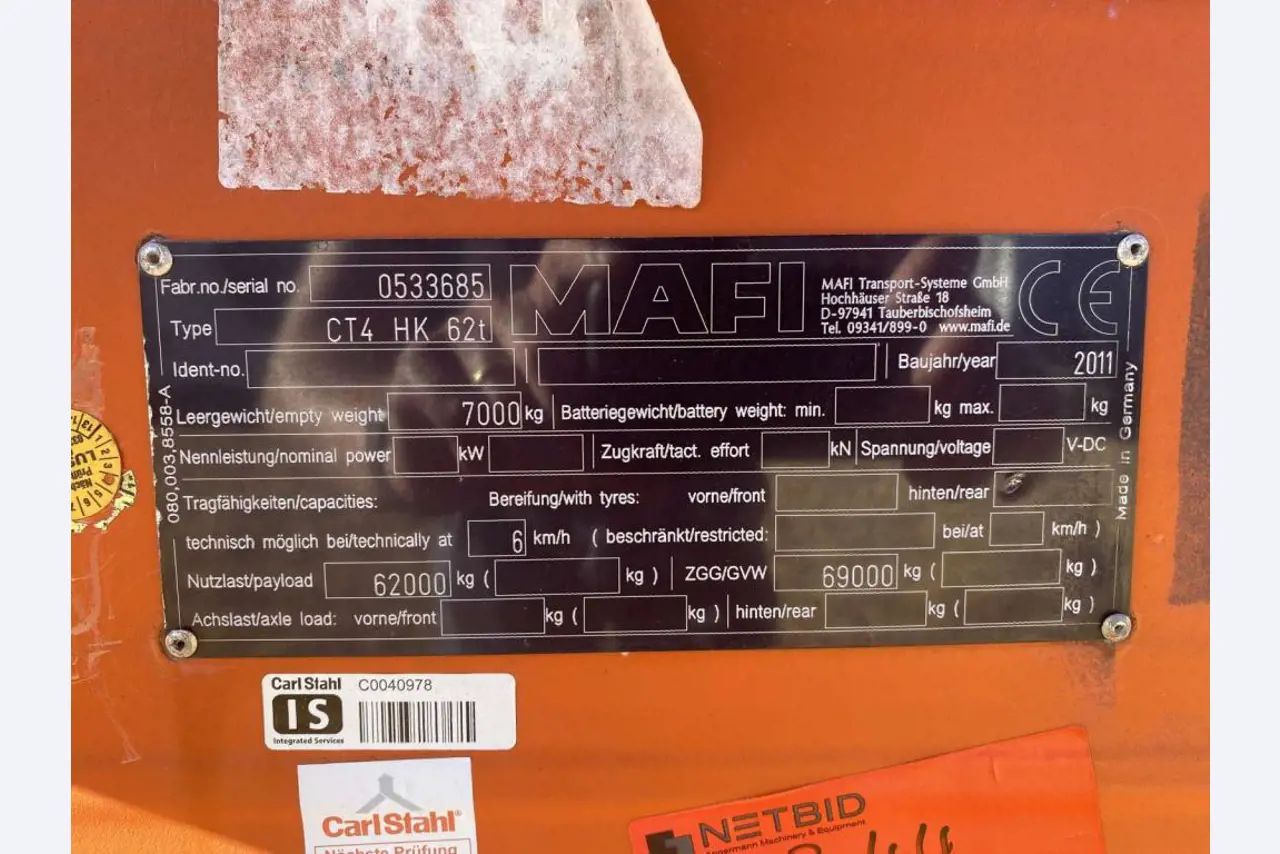 Fabr.no./serial no. 0533685
MAFI
MAFI Transport-Systeme GmbH
Hochhäuser Straße 18
D-97941 Tauberbischofsheim
Tel. 09341/899-0 www.mafi.de
CE
Type CT4 HK 62t
Ident-no.
Baujahr/year 2011
Leergewicht/empty weight 7000 kg Batteriegewicht/battery weight: min. kg max. kg
Nennleistung/nominal power kW Zugkraft/tact. effort kN Spannung/voltage V-DC
Tragfähigkeiten/capacities: Bereifung/with tyres: vorne/front hinten/rear
technisch möglich bei/technically at 6 km/h ( beschränkt/restricted: bei/at km/h )
Nutzlast/payload 62000 kg ( kg ) ZGG/GVW 69000 kg ( kg )
Achslast/axle load: vorne/front kg ( kg ) hinten/rear kg ( kg )
080,003,8558-A
Made in Germany
Carl Stahl C0040978
IS
Integrated Services
Carl Stahl
Nächste Prüfung
NETBID
Angermann Machinery & Equipment